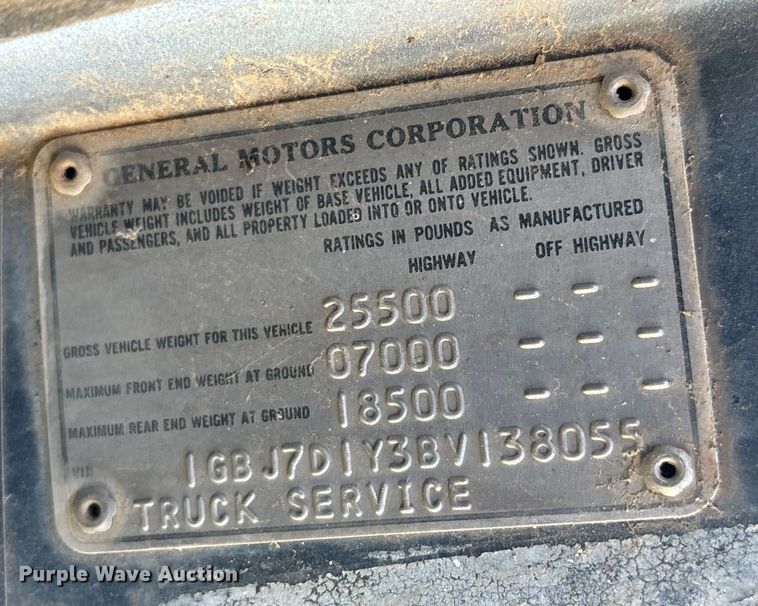 GENERAL MOTORS CORPORATION
WARRANTY MAY BE VOIDED IF WEIGHT EXCEEDS ANY OF RATINGS SHOWN. GROSS
VEHICLE WEIGHT INCLUDES WEIGHT OF BASE VEHICLE, ALL ADDED EQUIPMENT, DRIVER
AND PASSENGERS, AND ALL PROPERTY LOADED INTO OR ONTO VEHICLE.
RATINGS IN POUNDS AS MANUFACTURED
HIGHWAY OFF HIGHWAY
GROSS VEHICLE WEIGHT FOR THIS VEHICLE 25500 - - -
MAXIMUM FRONT END WEIGHT AT GROUND 07000 - - -
MAXIMUM REAR END WEIGHT AT GROUND 18500 - - -
VIN 1GBJ7D1Y3BV138055
TRUCK SERVICE
Purple Wave Auction